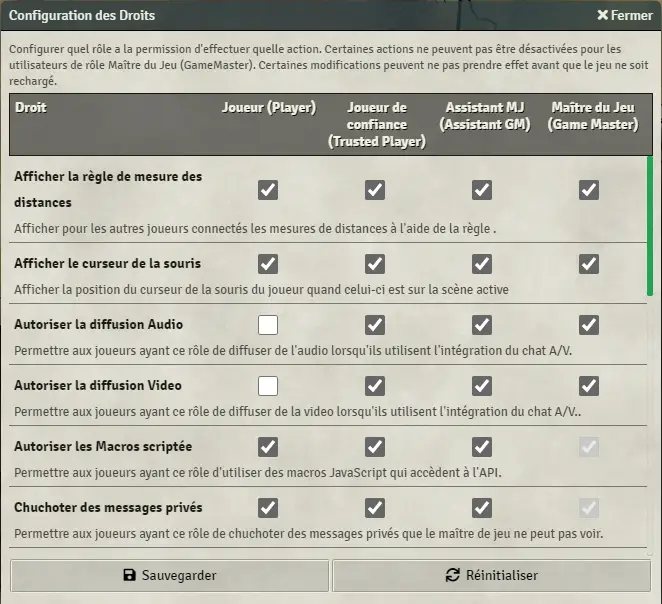 Configuration des Droits
Fermer
Configurer quel rôle a la permission d'effectuer quelle action. Certaines actions ne peuvent pas être désactivées pour les
utilisateurs de rôle Maître du Jeu (GameMaster). Certaines modifications peuvent ne pas prendre effet avant que le jeu ne soit
rechargé.
Droit
Joueur (Player)
Joueur de
confiance
(Trusted Player)
Assistant MJ
(Assistant GM)
Maître du Jeu
(Game Master)
Afficher la règle de mesure des
distances
Afficher pour les autres joueurs connectés les mesures de distances à l'aide de la règle .
Afficher le curseur de la souris
Afficher la position du curseur de la souris du joueur quand celui-ci est sur la scène active
Autoriser la diffusion Audio
Permettre aux joueurs ayant ce rôle de diffuser de l'audio lorsqu'ils utilisent l'intégration du chat A/V.
Autoriser la diffusion Video
Permettre aux joueurs ayant ce rôle de diffuser de la video lorsqu'ils utilisent l'intégration du chat A/V..
Autoriser les Macros scriptée
Permettre aux joueurs ayant ce rôle d'utiliser des macros JavaScript qui accèdent à l'API.
Chuchoter des messages privés
Permettre aux joueurs ayant ce rôle de chuchoter des messages privés que le maître de jeu ne peut pas voir.
Sauvegarder
Réinitialiser